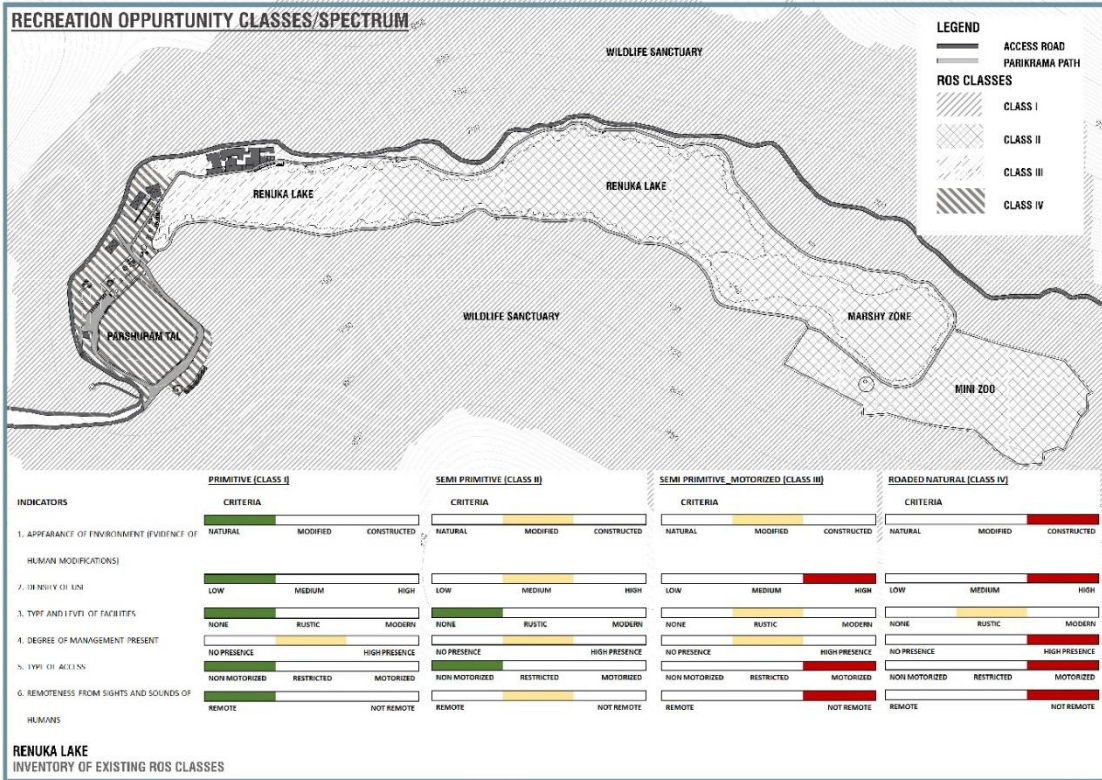 RECREATION OPPURTUNITY CLASSES/SPECTRUM
WILDLIFE SANCTUARY
LEGEND
ACCESS ROAD
PARIKRAMA PATH
ROS CLASSES
CLASS I
CLASS II
CLASS III
CLASS IV
RENUKA LAKE
RENUKA LAKE
WILDLIFE SANCTUARY
PARSHURAM TAL
MARSHY ZONE
MINI ZOO
PRIMITIVE (CLASS I)
SEMI PRIMITIVE (CLASS II)
SEMI PRIMITIVE_MOTORIZED (CLASS III)
ROADED NATURAL (CLASS IV)
INDICATORS
CRITERIA
CRITERIA
CRITERIA
CRITERIA
1. APPEARANCE OF ENVIRONMENT (EVIDENCE OF
HUMAN MODIFICATIONS)
NATURAL MODIFIED CONSTRUCTED
NATURAL MODIFIED CONSTRUCTED
NATURAL MODIFIED CONSTRUCTED
NATURAL MODIFIED CONSTRUCTED
2. DENSITY OF USE
LOW MEDIUM HIGH
LOW MEDIUM HIGH
LOW MEDIUM HIGH
LOW MEDIUM HIGH
3. TYPE AND LEVEL OF FACILITIES
NONE RUSTIC MODERN
NONE RUSTIC MODERN
NONE RUSTIC MODERN
NONE RUSTIC MODERN
4. DEGREE OF MANAGEMENT PRESENT
NO PRESENCE HIGH PRESENCE
NO PRESENCE HIGH PRESENCE
NO PRESENCE HIGH PRESENCE
NO PRESENCE HIGH PRESENCE
5. TYPE OF ACCESS
NON MOTORIZED RESTRICTED MOTORIZED
NON MOTORIZED RESTRICTED MOTORIZED
NON MOTORIZED RESTRICTED MOTORIZED
NON MOTORIZED RESTRICTED MOTORIZED
6. REMOTENESS FROM SIGHTS AND SOUNDS OF
HUMANS
REMOTE NOT REMOTE
REMOTE NOT REMOTE
REMOTE NOT REMOTE
REMOTE NOT REMOTE
RENUKA LAKE
INVENTORY OF EXISTING ROS CLASSES